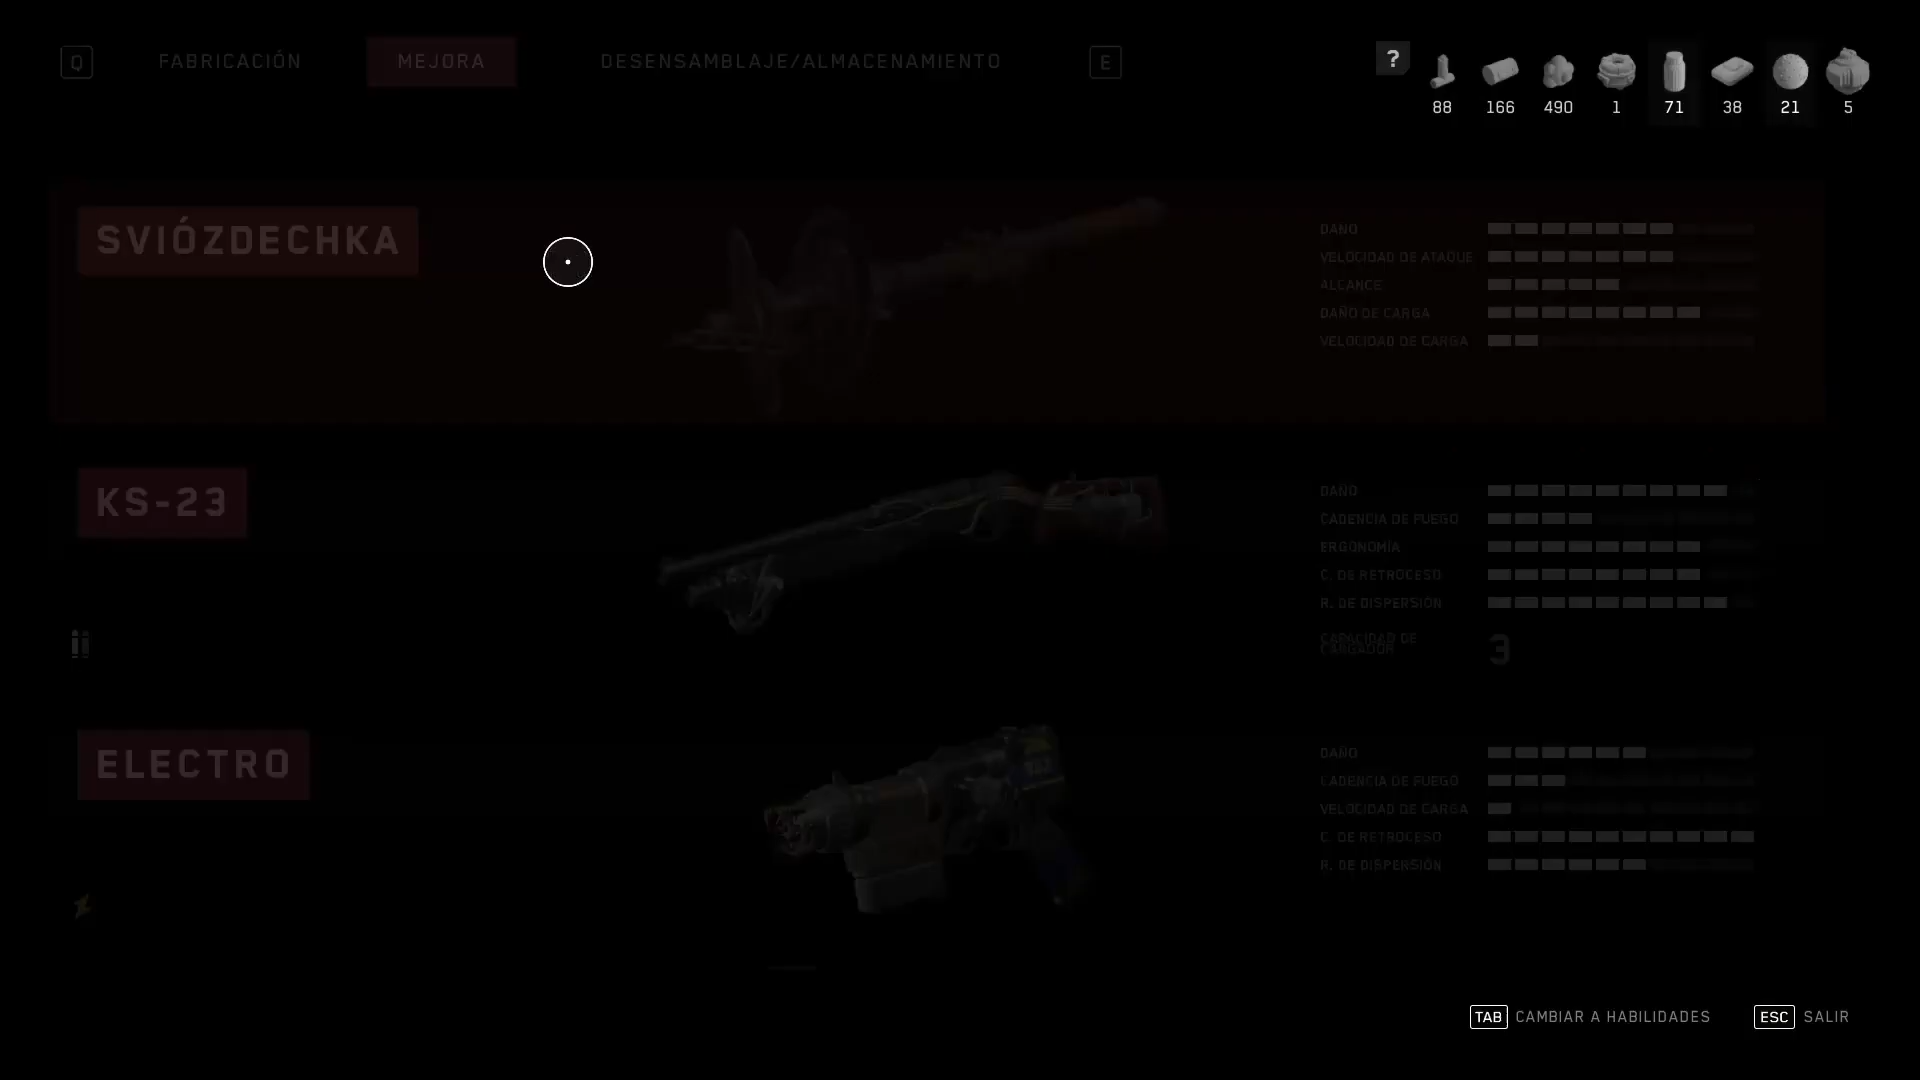 Q FABRICACIÓN MEJORA DESENSAMBLAJE/ALMACENAMIENTO E ?
88 166 490 1 71 38 21 5
SVIÓZDECHKA
DAÑO
VELOCIDAD DE ATAQUE
ALCANCE
DAÑO DE CARGA
VELOCIDAD DE CARGA
KS-23
DAÑO
CADENCIA DE FUEGO
ERGONOMÍA
C. DE RETROCESO
R. DE DISPERSIÓN
CAPACIDAD DE
CARGADOR 3
ELECTRO
DAÑO
CADENCIA DE FUEGO
VELOCIDAD DE CARGA
C. DE RETROCESO
R. DE DISPERSIÓN
TAB CAMBIAR A HABILIDADES ESC SALIR